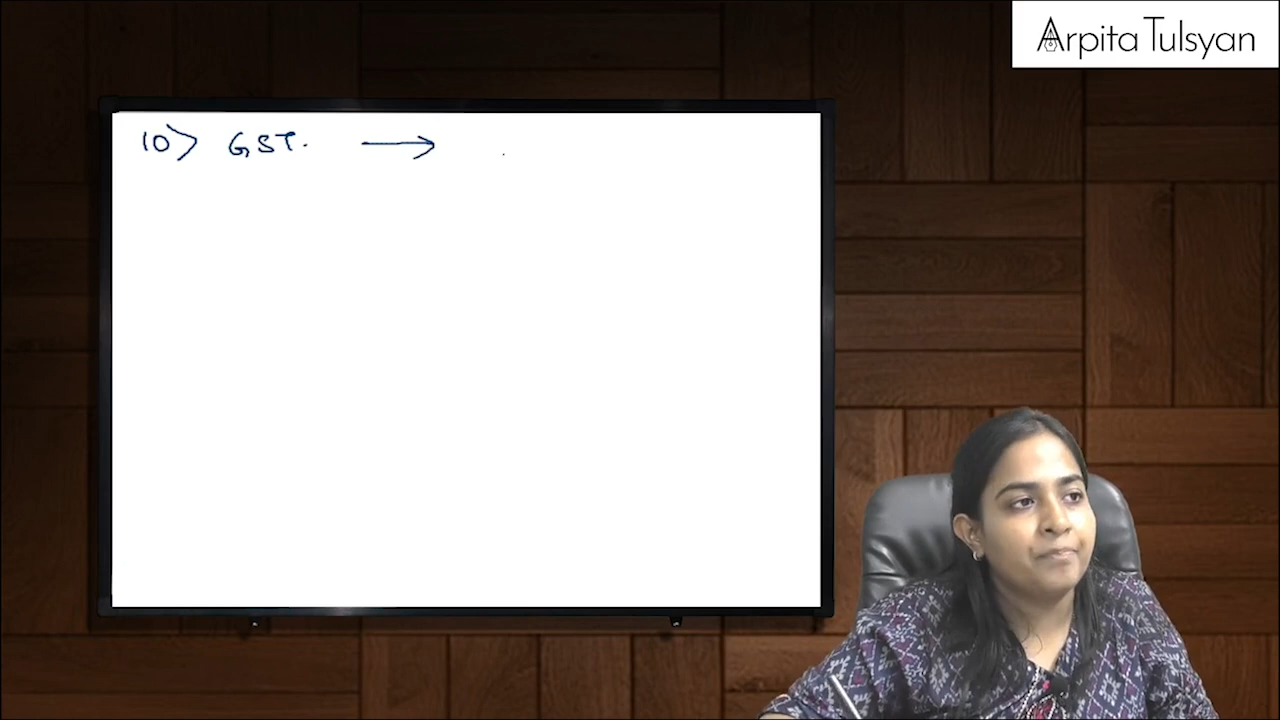 Arpita Tulsyan
10> GST. →